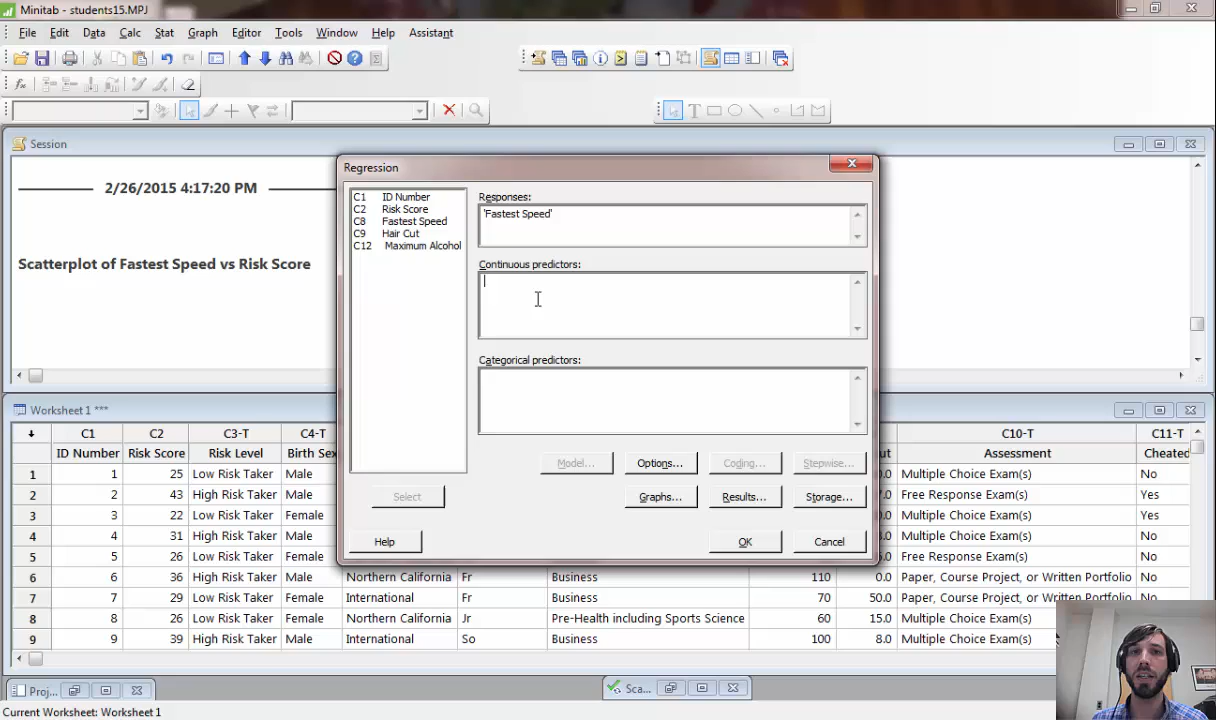 Minitab - students15.MPJ
File Edit Data Calc Stat Graph Editor Tools Window Help Assistant
Session
2/26/2015 4:17:20 PM
Scatterplot of Fastest Speed vs Risk Score
Regression
C1 ID Number
C2 Risk Score
C8 Fastest Speed
C9 Hair Cut
C12 Maximum Alcohol
Responses:
'Fastest Speed'
Continuous predictors:
Categorical predictors:
Model... Options... Coding... Stepwise...
Select Graphs... Results... Storage...
Help OK Cancel
Worksheet 1 ***
C1 C2 C3-T C4-T C10-T C11-T
ID Number Risk Score Risk Level Birth Sex Assessment Cheated
1 1 25 Low Risk Taker Male Multiple Choice Exam(s) No
2 2 43 High Risk Taker Male Free Response Exam(s) Yes
3 3 22 Low Risk Taker Female Multiple Choice Exam(s) Yes
4 4 31 High Risk Taker Male Multiple Choice Exam(s) No
5 5 26 Low Risk Taker Female Free Response Exam(s) No
6 6 36 High Risk Taker Male Northern California Fr Business 110 0.0 Paper, Course Project, or Written Portfolio No
7 7 29 Low Risk Taker Female International Fr Business 70 50.0 Multiple Choice Exam(s)
8 8 26 Low Risk Taker Female Northern California Jr Pre-Health including Sports Science 60 15.0 Multiple Choice Exam(s)
9 9 39 High Risk Taker Male International So Business 100 8.0 Multiple Choice Exam(s)
Proj... Sca...
Current Worksheet: Worksheet 1